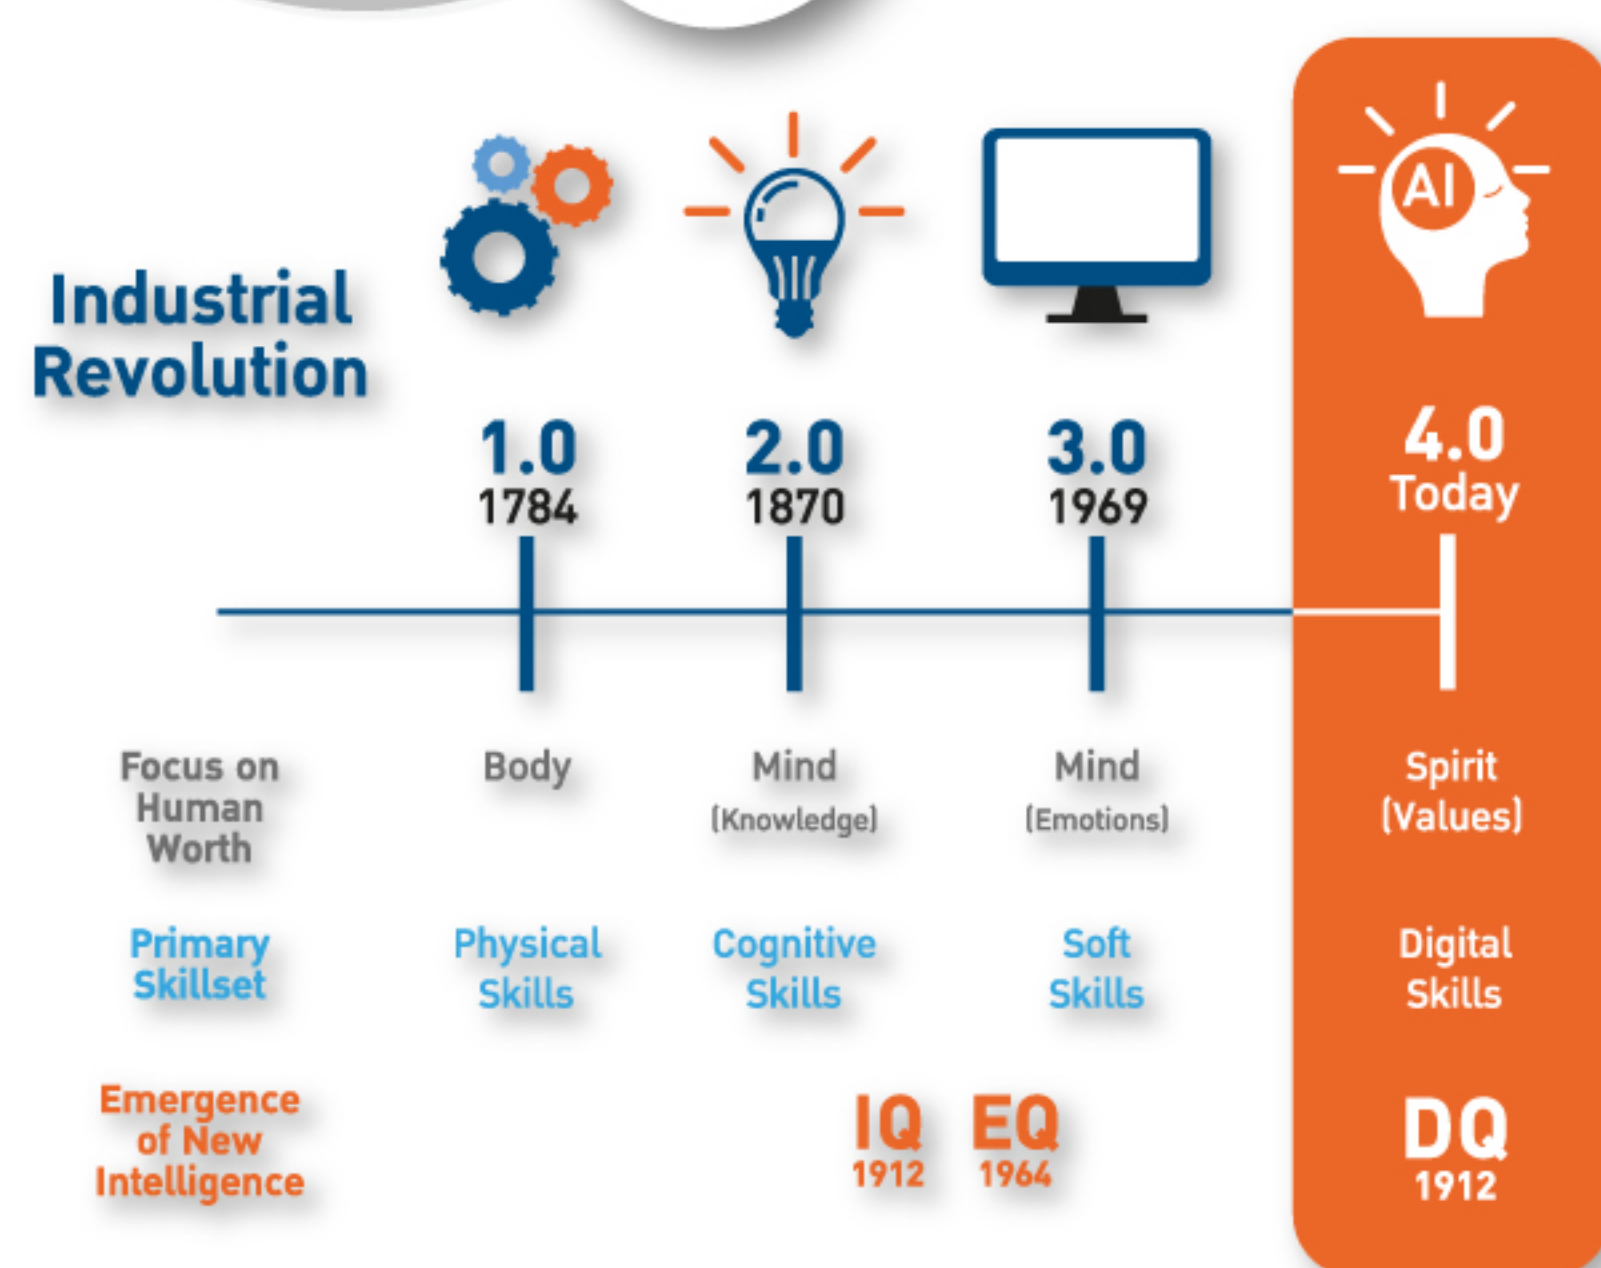 AI
Industrial
Revolution
1.0
1784
2.0
1870
3.0
1969
4.0
Today
Focus on
Human
Worth
Body
Mind
(Knowledge)
Mind
(Emotions)
Spirit
(Values)
Primary
Skillset
Physical
Skills
Cognitive
Skills
Soft
Skills
Digital
Skills
Emergence
of New
Intelligence
IQ
1912
EQ
1964
DQ
1912